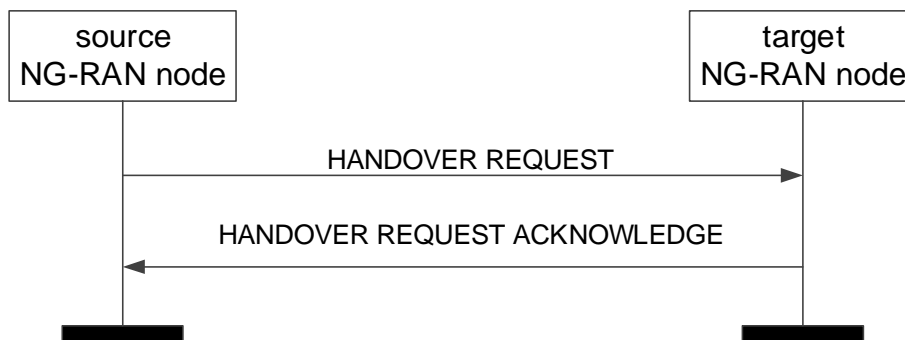 source
NG-RAN node
target
NG-RAN node
HANDOVER REQUEST
HANDOVER REQUEST ACKNOWLEDGE